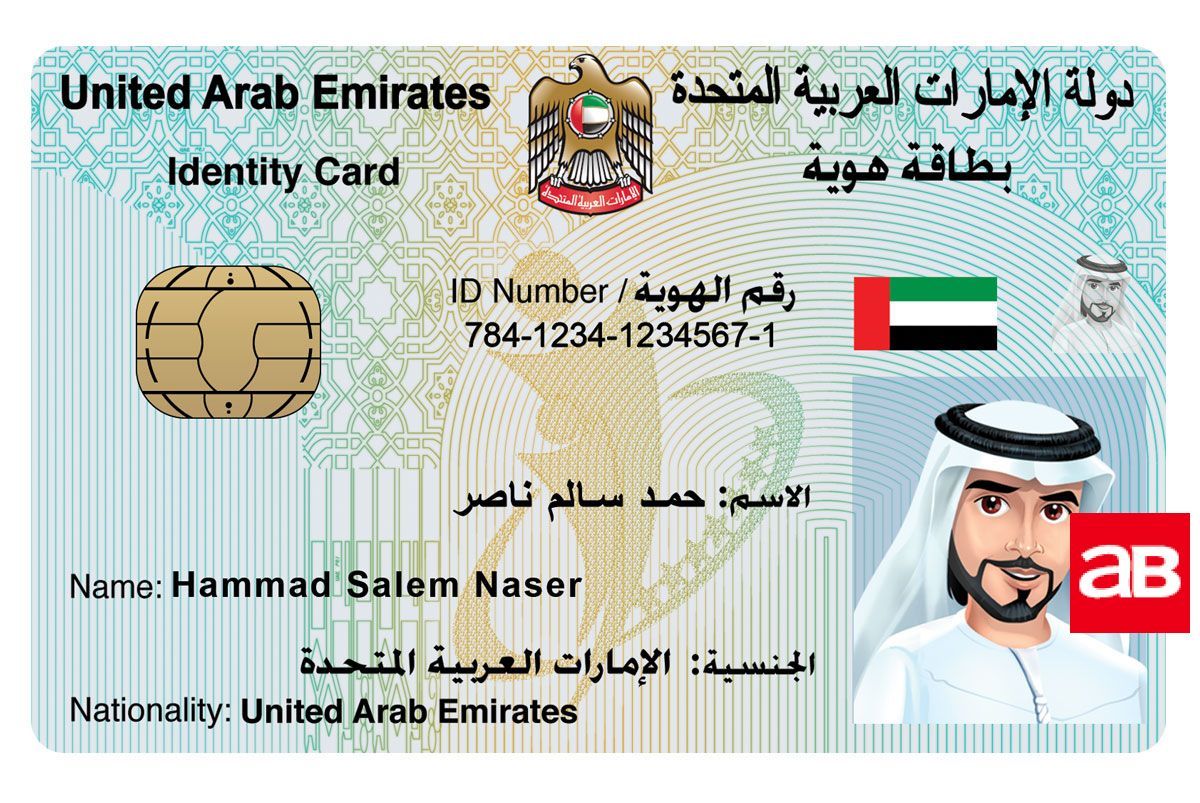 United Arab Emirates
دولة الإمارات العربية المتحدة
Identity Card
بطاقة هوية
الإمارات العربية المتحدة
ID Number / رقم الهوية
784-1234-1234567-1
الاسم: حمد سالم ناصر
Name: Hammad Salem Naser
aB
الجنسية: الإمارات العربية المتحدة
Nationality: United Arab Emirates